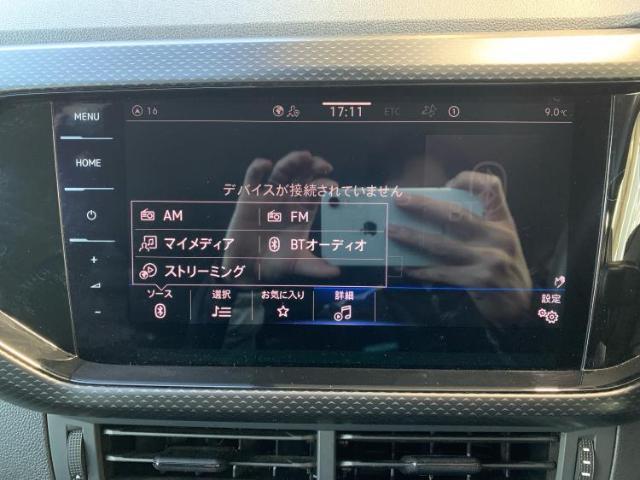 MENU
HOME
+
-
16
17:11
ETC
1
9.0℃
デバイスが接続されていません
AM
FM
マイメディア
BTオーディオ
ストリーミング
ソース
選択
お気に入り
詳細
設定